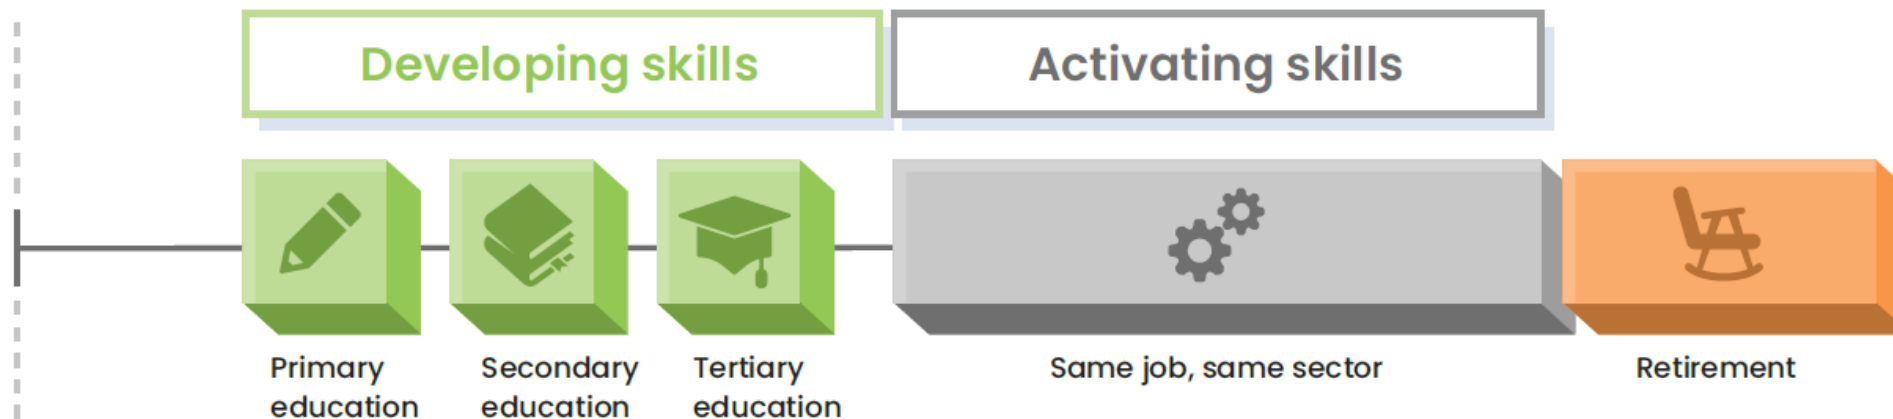 Developing skills
Activating skills
Primary
education
Secondary
education
Tertiary
education
Same job, same sector
Retirement